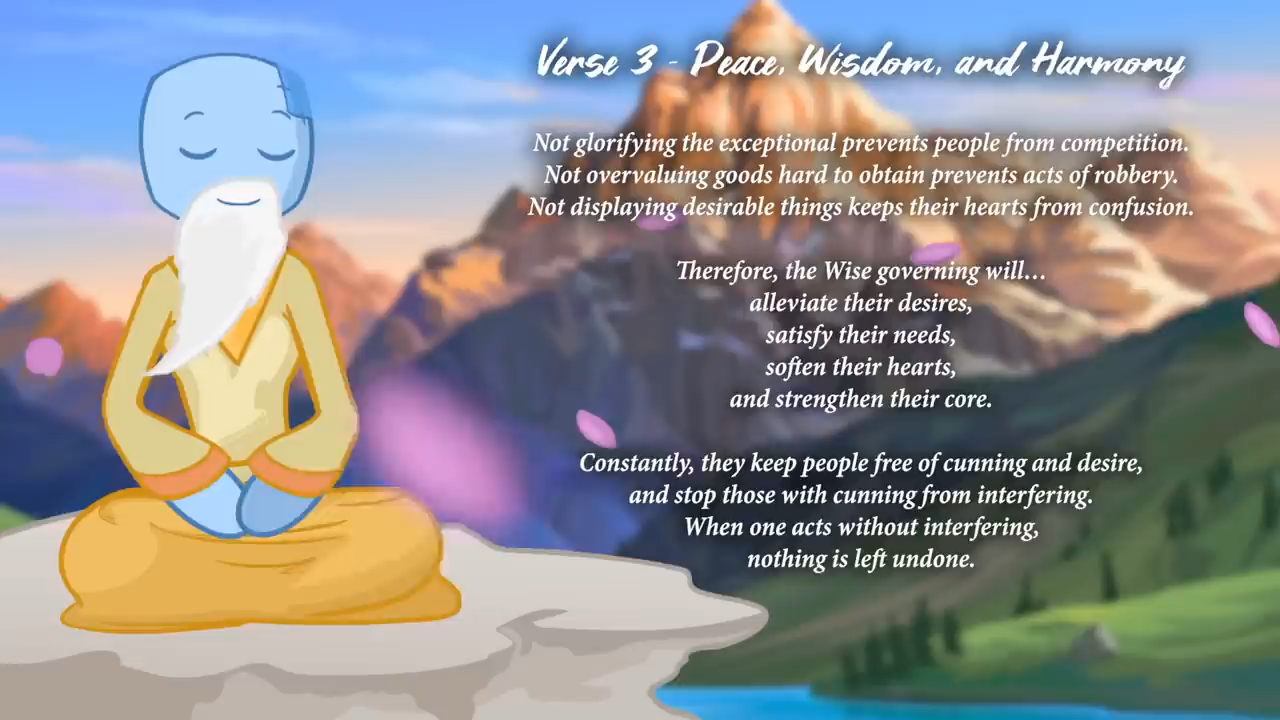 Verse 3 - Peace, Wisdom, and Harmony
Not glorifying the exceptional prevents people from competition.
Not overvaluing goods hard to obtain prevents acts of robbery.
Not displaying desirable things keeps their hearts from confusion.
Therefore, the Wise governing will...
alleviate their desires,
satisfy their needs,
soften their hearts,
and strengthen their core.
Constantly, they keep people free of cunning and desire,
and stop those with cunning from interfering.
When one acts without interfering,
nothing is left undone.